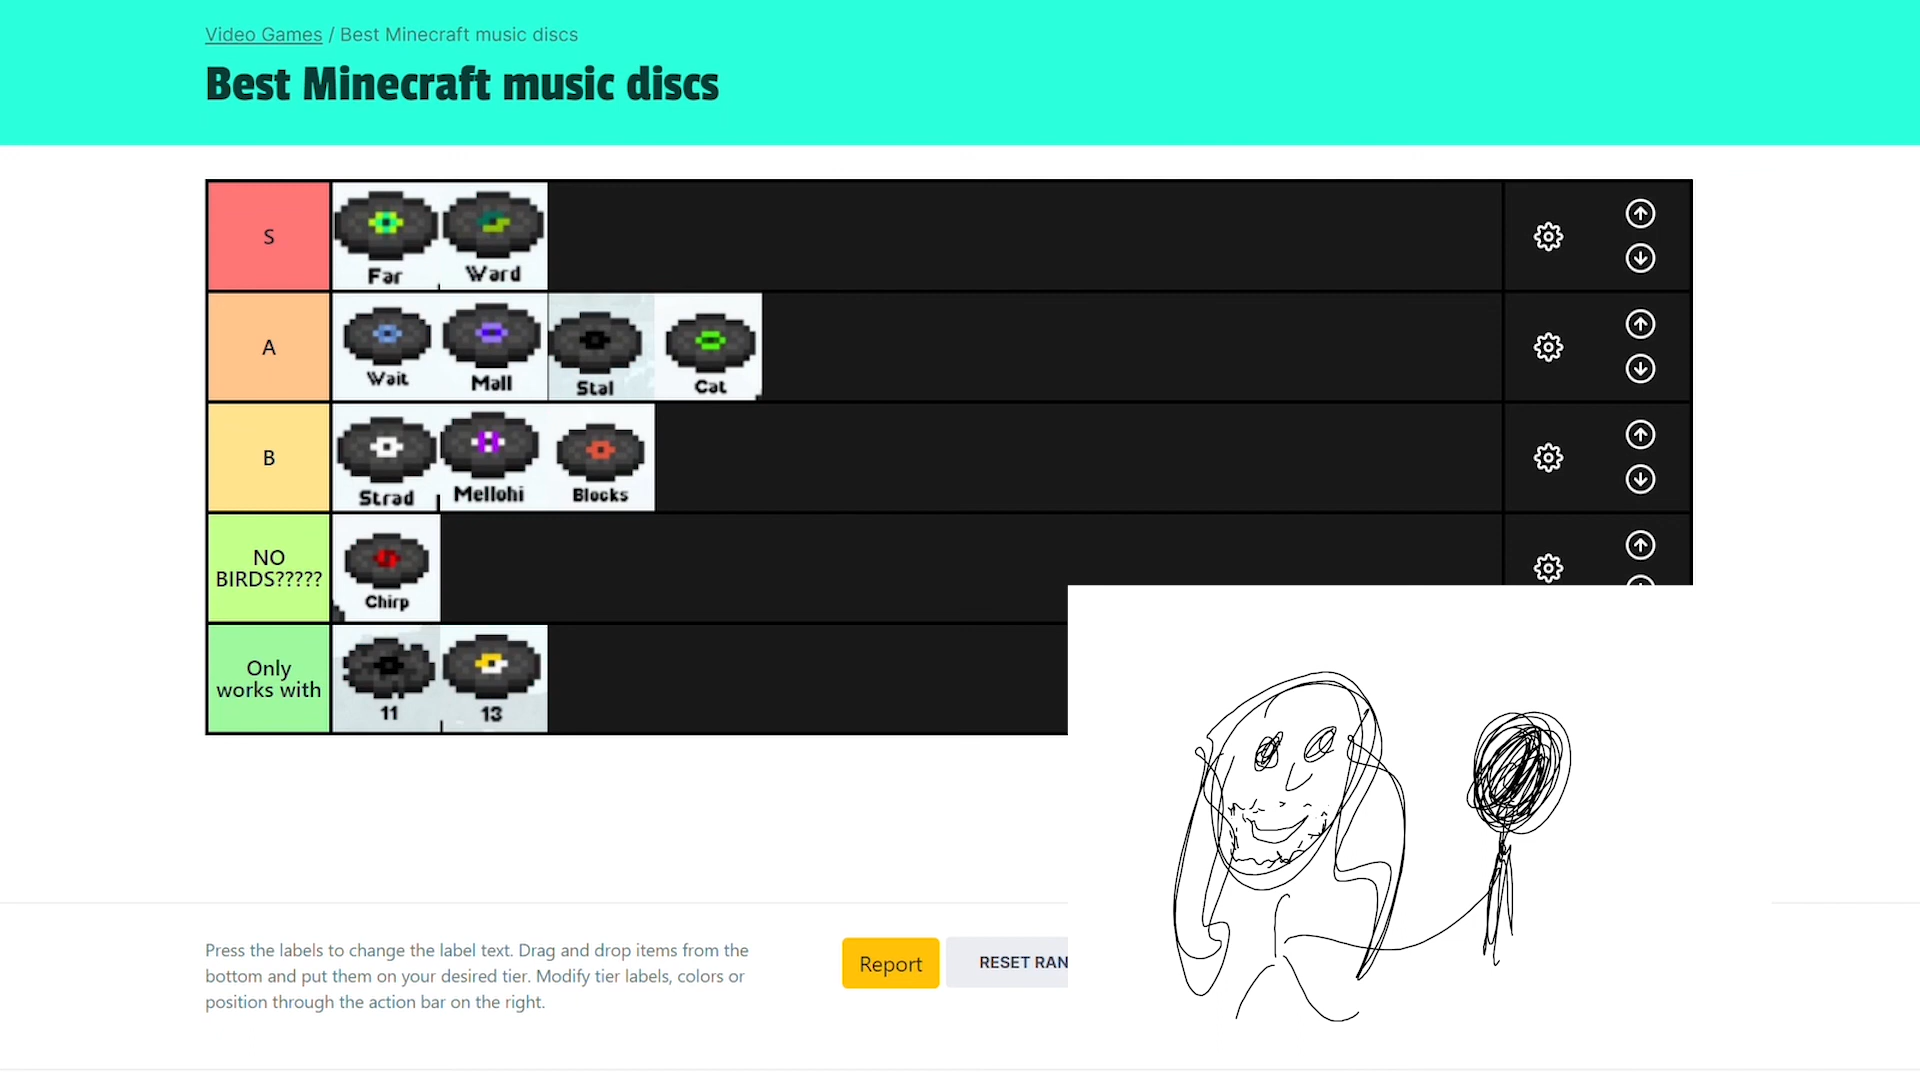 Video Games / Best Minecraft music discs
Best Minecraft music discs
S
Far
Ward
A
Wait
Mall
Stal
Cat
B
Strad
Mellohi
Blocks
NO
BIRDS?????
Chirp
Only
works with
11
13
Press the labels to change the label text. Drag and drop items from the
bottom and put them on your desired tier. Modify tier labels, colors or
position through the action bar on the right.
Report
RESET RAN